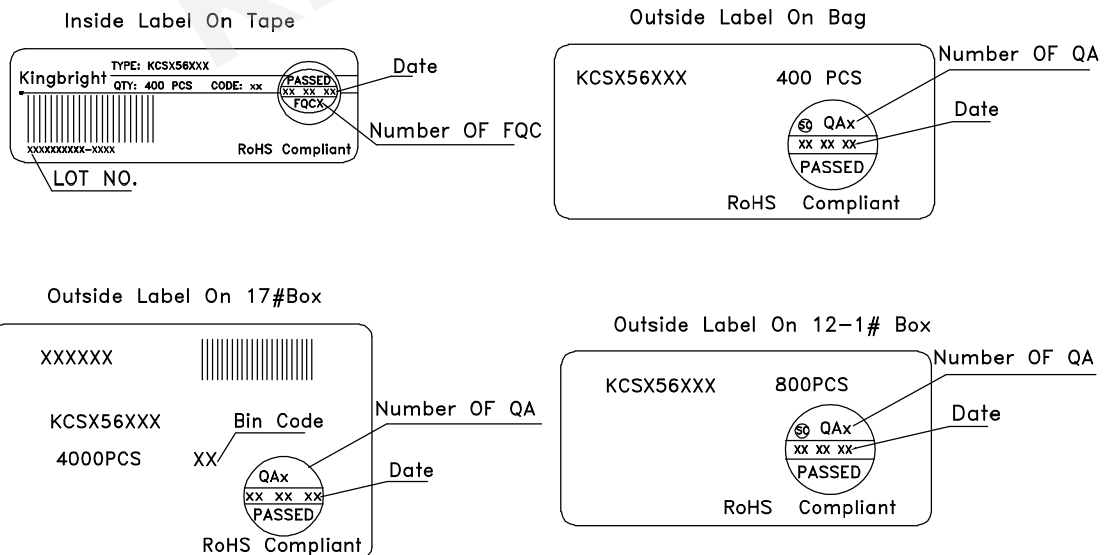 Inside Label On Tape
TYPE: KCSX56XXX
Kingbright
QTY: 400 PCS CODE: xx
PASSED
xx xx xx
FQCX
Date
Number OF FQC
xxxxxxxxxx-xxxx
RoHS Compliant
LOT NO.
Outside Label On Bag
KCSX56XXX 400 PCS
Number OF QA
SC QAx
Date
xx xx xx
PASSED
RoHS Compliant
Outside Label On 17#Box
XXXXXX
KCSX56XXX
Bin Code
Number OF QA
4000PCS XX
QAx
Date
xx xx xx
PASSED
RoHS Compliant
Outside Label On 12-1# Box
KCSX56XXX 800PCS
Number OF QA
SC QAx
Date
xx xx xx
PASSED
RoHS Compliant